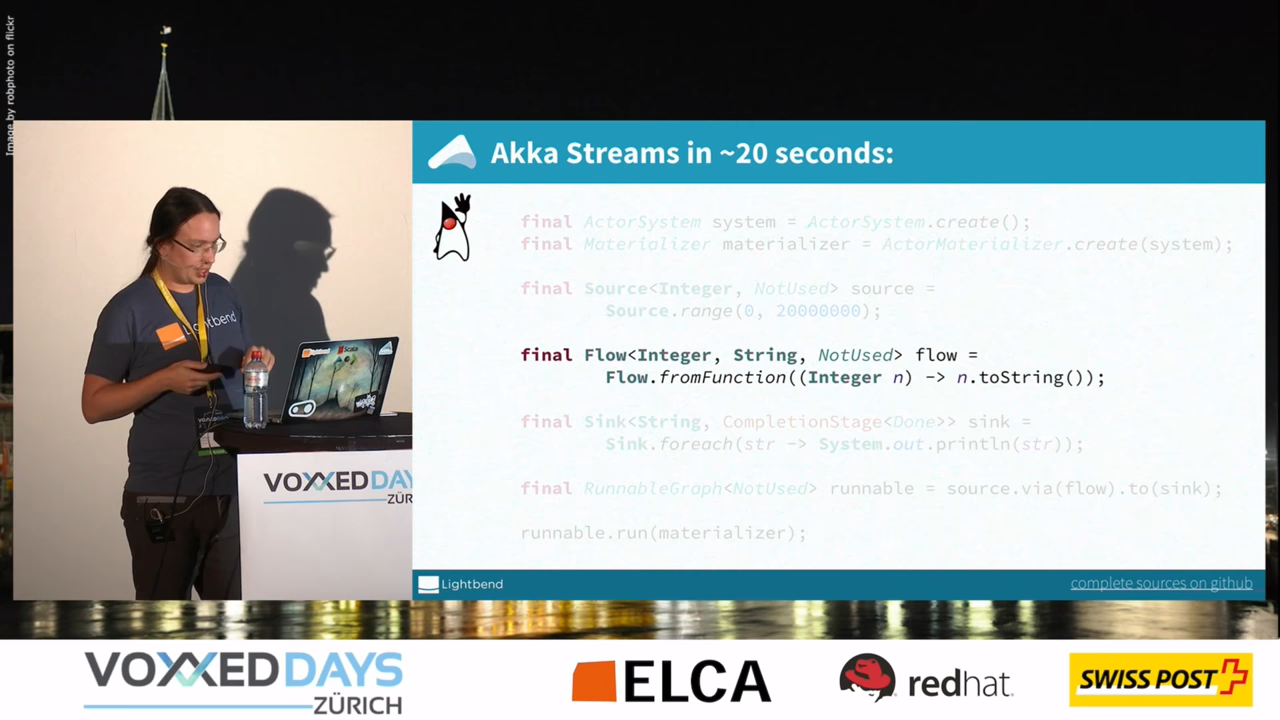 Image by robphoto on flickr
Akka Streams in ~20 seconds:
final ActorSystem system = ActorSystem.create();
final Materializer materializer = ActorMaterializer.create(system);
final Source<Integer, NotUsed> source =
Source.range(0, 20000000);
final Flow<Integer, String, NotUsed> flow =
Flow.fromFunction((Integer n) -> n.toString());
final Sink<String, CompletionStage<Done>> sink =
Sink.foreach(str -> System.out.println(str));
final RunnableGraph<NotUsed> runnable = source.via(flow).to(sink);
runnable.run(materializer);
Lightbend
complete sources on github
Lightbend
Scala
VOXXED DAYS
VOXXED DAY
ZÜR
VOXXED DAYS
ZÜRICH
ELCA
redhat.
SWISS POST